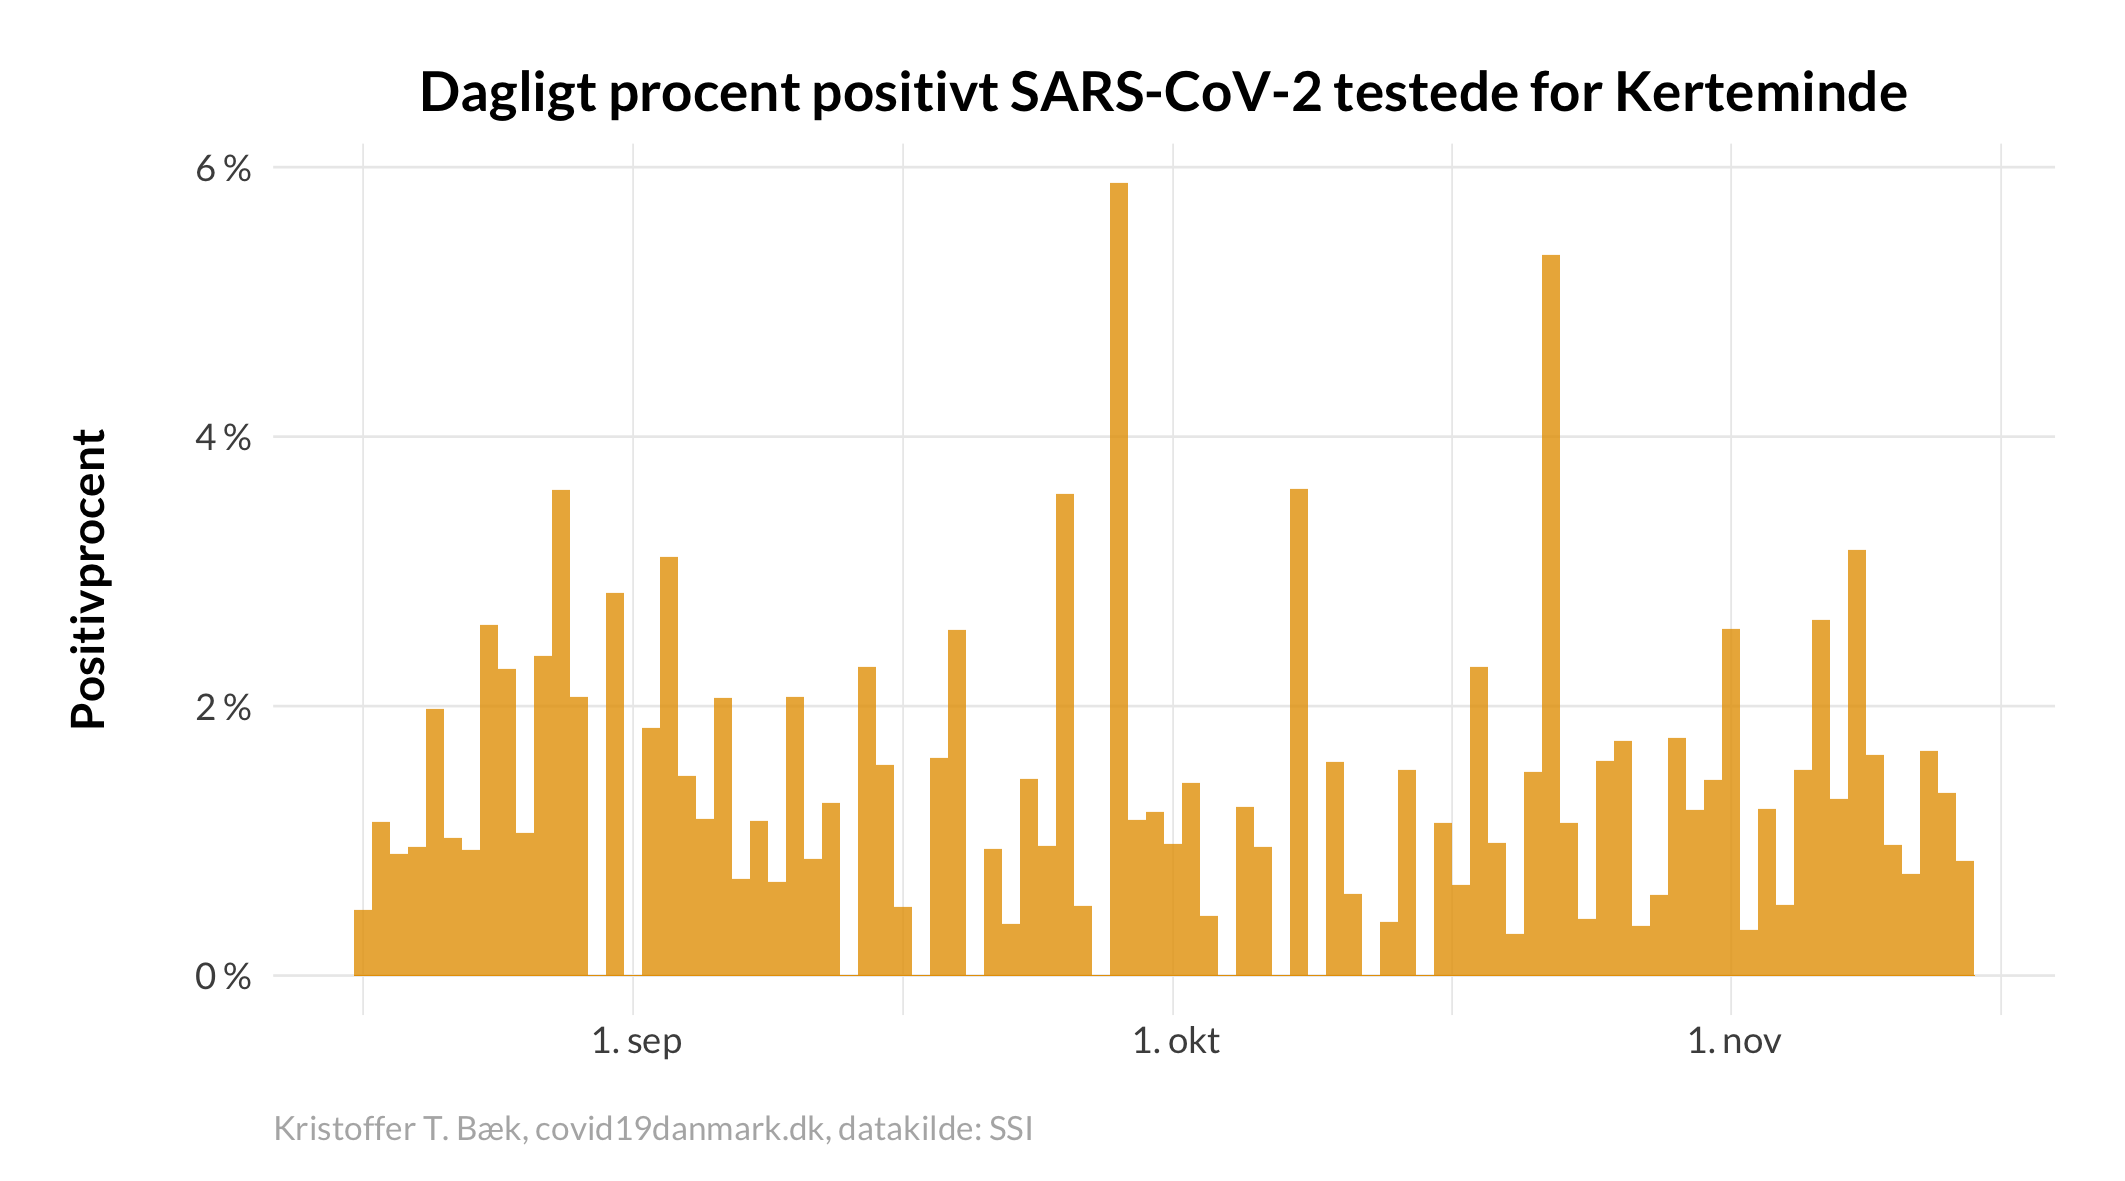 Dagligt procent positivt SARS-CoV-2 testede for Kerteminde
Positivprocent
6 %
4 %
2 %
0 %
1. sep
1. okt
1. nov
Kristoffer T. Bæk, covid19danmark.dk, datakilde: SSI